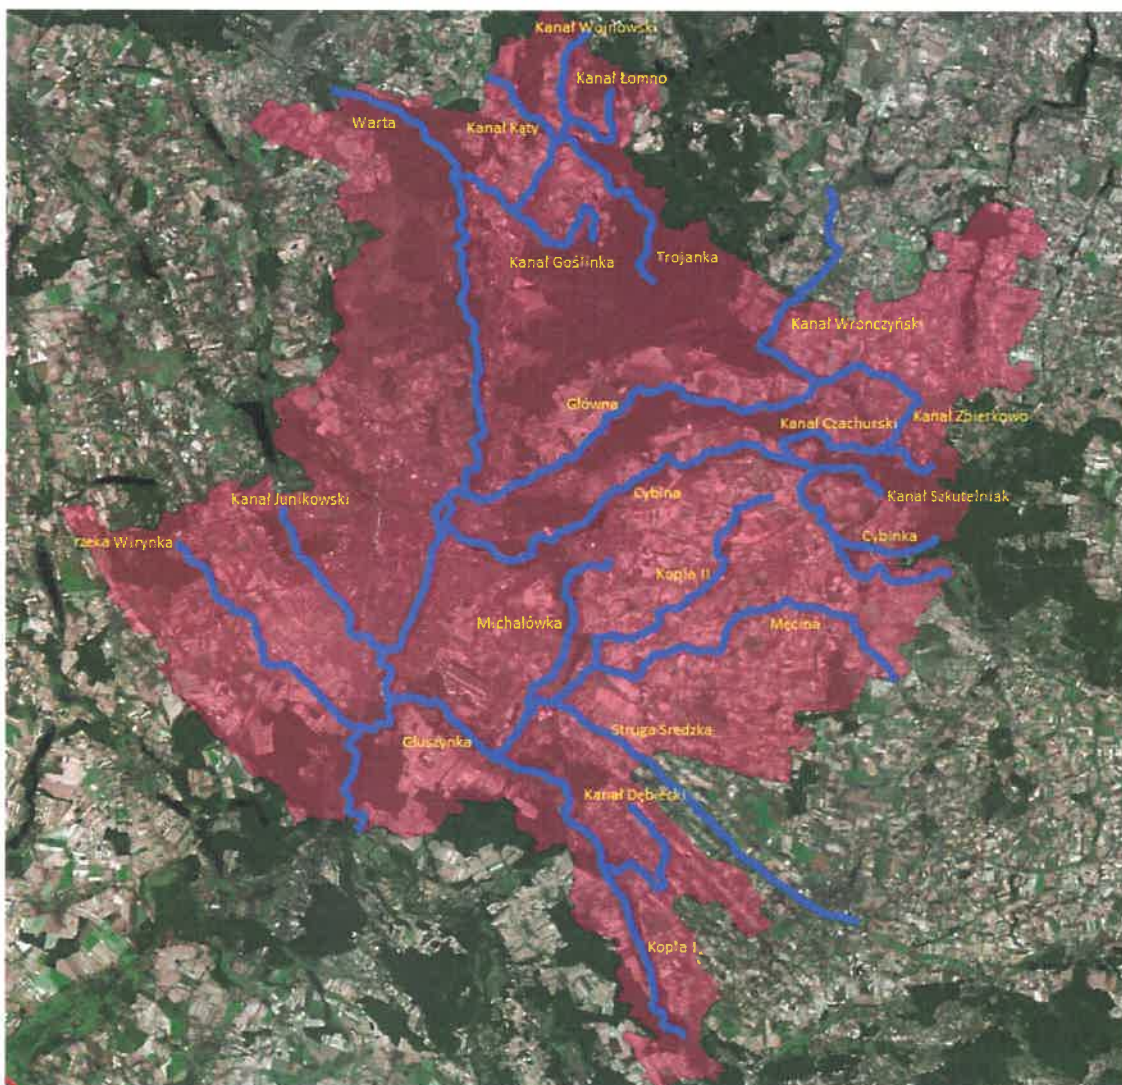 Kanał Wojnowski
Kanał Łomno
Warta
Kanał Kąty
Kanał Goślinka
Trojanka
Kanał Wronczyński
Główna
Kanał Zbierkowo
Kanał Czachurski
Kanał Junikowski
Cybina
Kanał Szkutelniak
rzeka Wirynka
Cybinka
Kopla II
Michałówka
Męcina
Struga Średzka
Głuszynka
Kanał Dębiecki
Kopla I